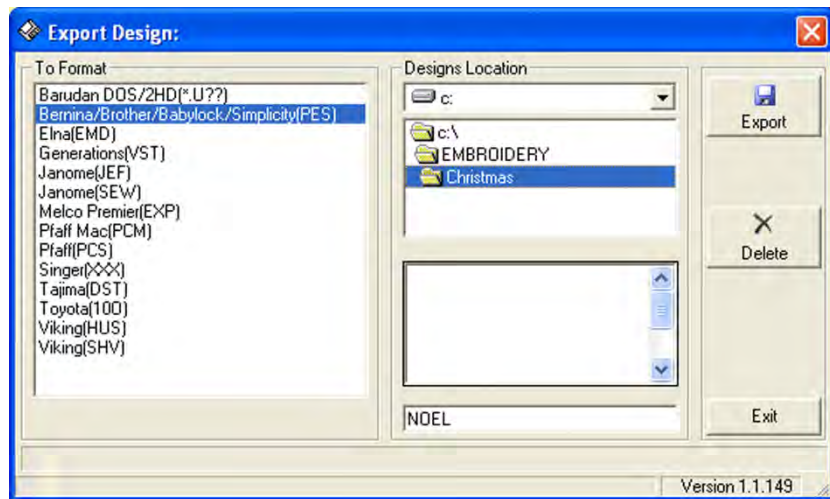 Export Design:
To Format
Barudan DOS/2HD(*.U??)
Bernina/Brother/Babylock/Simplicity(PES)
Elna(EMD)
Generations(VST)
Janome(JEF)
Janome(SEW)
Melco Premier(EXP)
Pfaff Mac(PCM)
Pfaff(PCS)
Singer(XXX)
Tajima(DST)
Toyota(100)
Viking(HUS)
Viking(SHV)
Designs Location
c:
c:\
EMBROIDERY
Christmas
NOEL
Export
Delete
Exit
Version 1.1.149